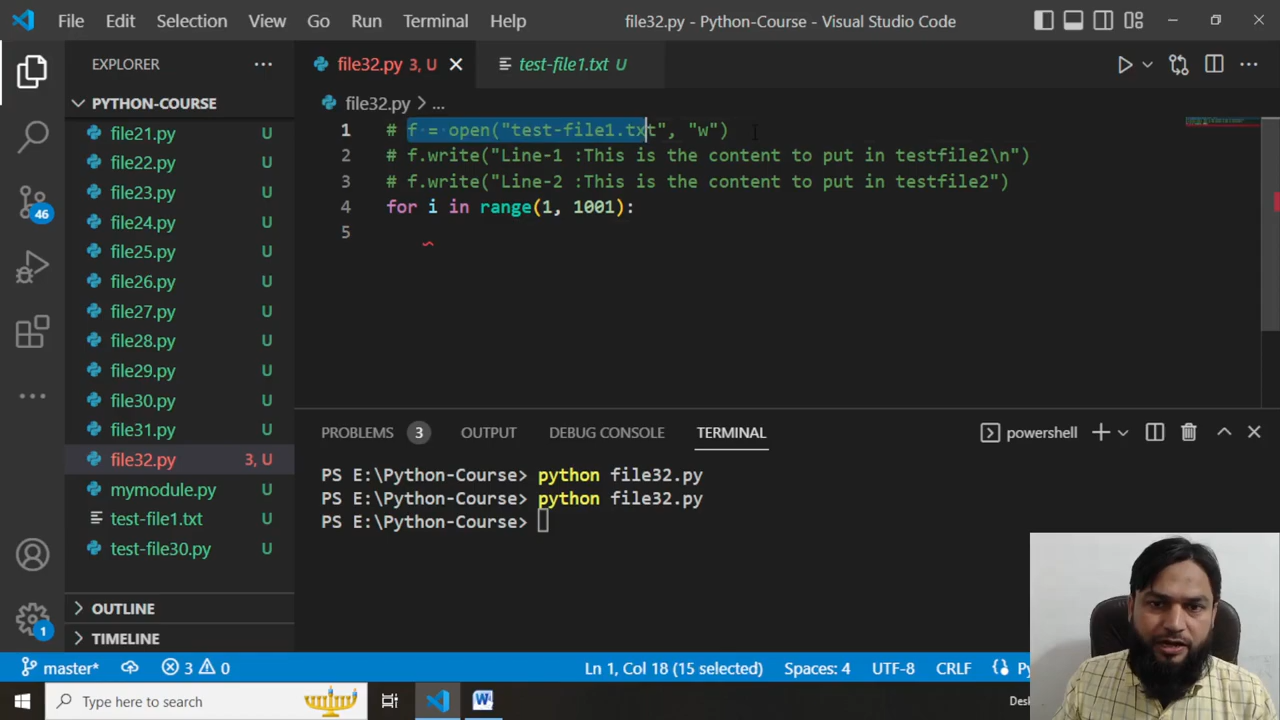 File Edit Selection View Go Run Terminal Help file32.py - Python-Course - Visual Studio Code
EXPLORER ... file32.py 3, U test-file1.txt U
PYTHON-COURSE
file32.py > ...
file21.py U
file22.py U
file23.py U
file24.py U
file25.py U
file26.py U
file27.py U
file28.py U
file29.py U
file30.py U
file31.py U
file32.py 3, U
mymodule.py U
test-file1.txt U
test-file30.py U
OUTLINE
TIMELINE
46
1
1 # f = open("test-file1.txt", "w")
2 # f.write("Line-1 :This is the content to put in testfile2\n")
3 # f.write("Line-2 :This is the content to put in testfile2")
4 for i in range(1, 1001):
5
PROBLEMS 3 OUTPUT DEBUG CONSOLE TERMINAL powershell
PS E:\Python-Course> python file32.py
PS E:\Python-Course> python file32.py
PS E:\Python-Course>
master* 3 0 Ln 1, Col 18 (15 selected) Spaces: 4 UTF-8 CRLF Py
Type here to search Des